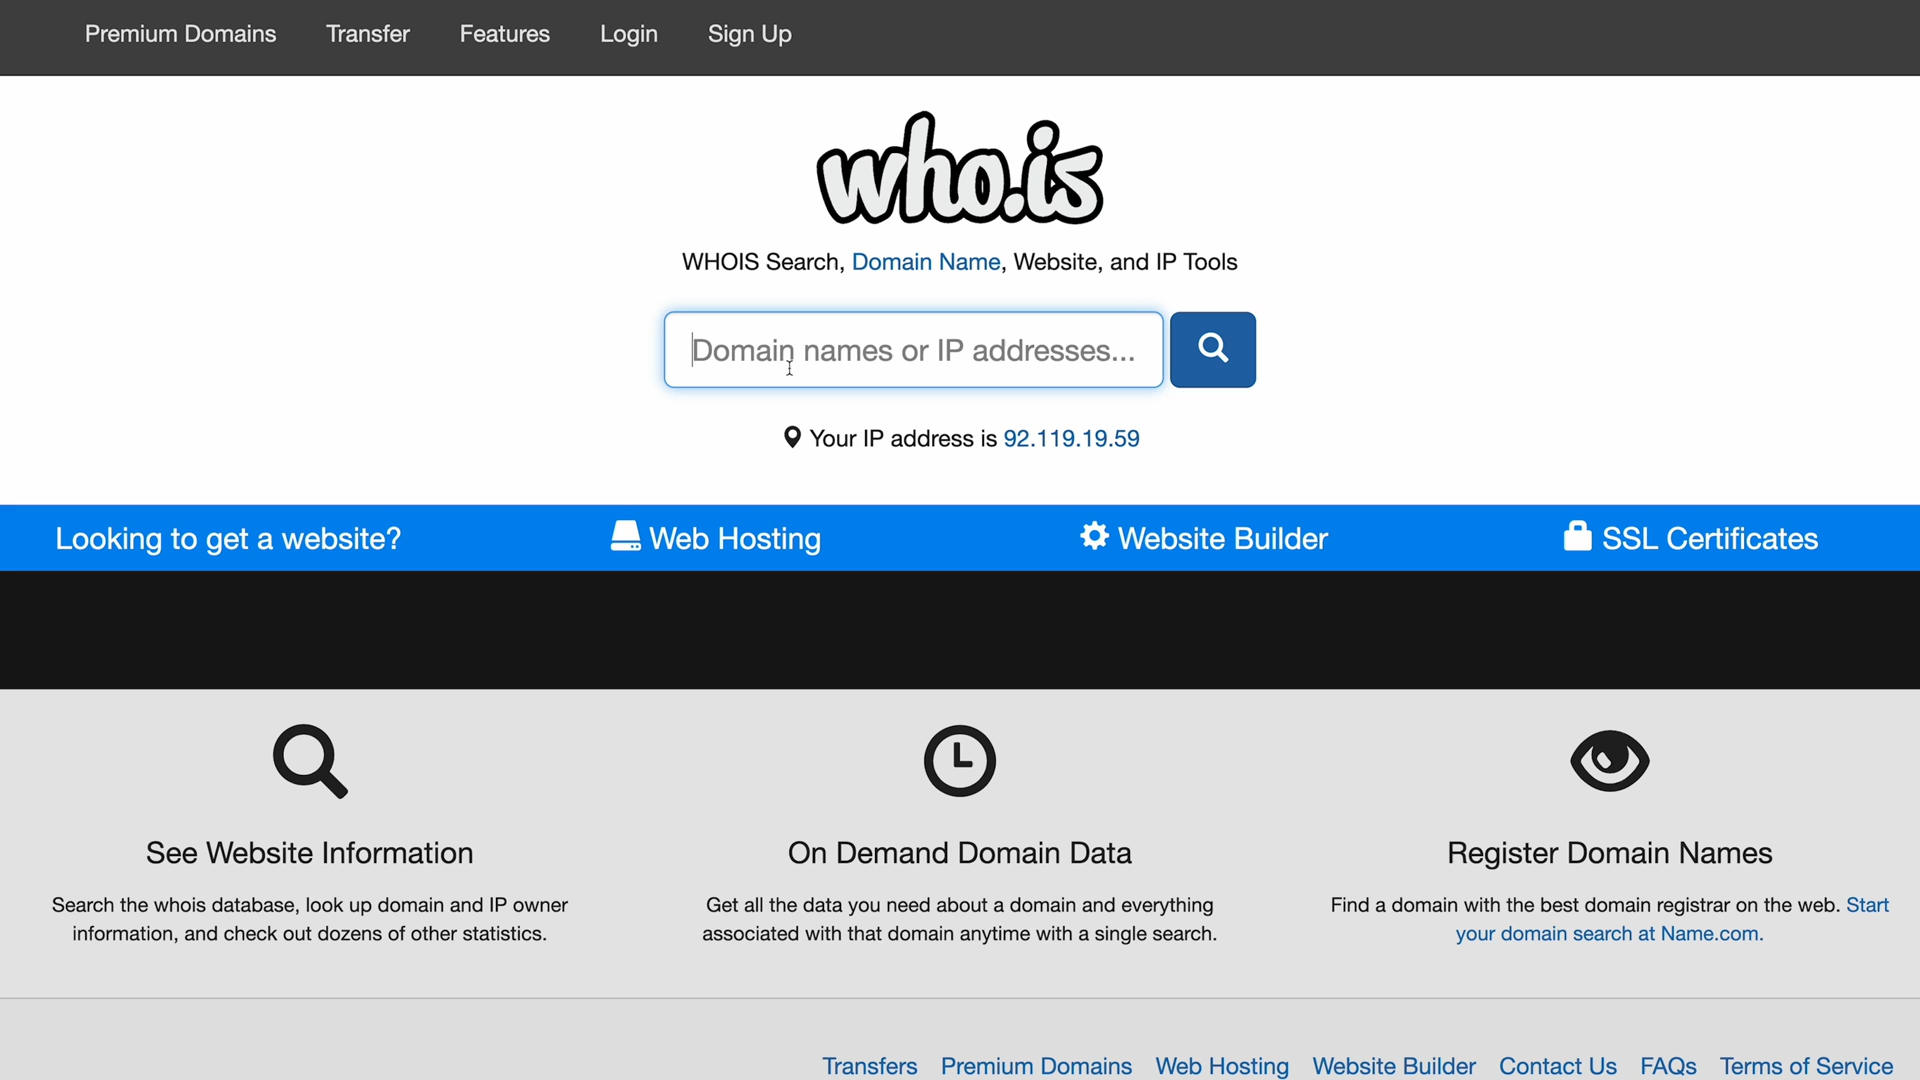 Premium Domains Transfer Features Login Sign Up
who.is
WHOIS Search, Domain Name, Website, and IP Tools
Domain names or IP addresses...
Your IP address is 92.119.19.59
Looking to get a website? Web Hosting Website Builder SSL Certificates
See Website Information
Search the whois database, look up domain and IP owner
information, and check out dozens of other statistics.
On Demand Domain Data
Get all the data you need about a domain and everything
associated with that domain anytime with a single search.
Register Domain Names
Find a domain with the best domain registrar on the web. Start
your domain search at Name.com.
Transfers Premium Domains Web Hosting Website Builder Contact Us FAQs Terms of Service